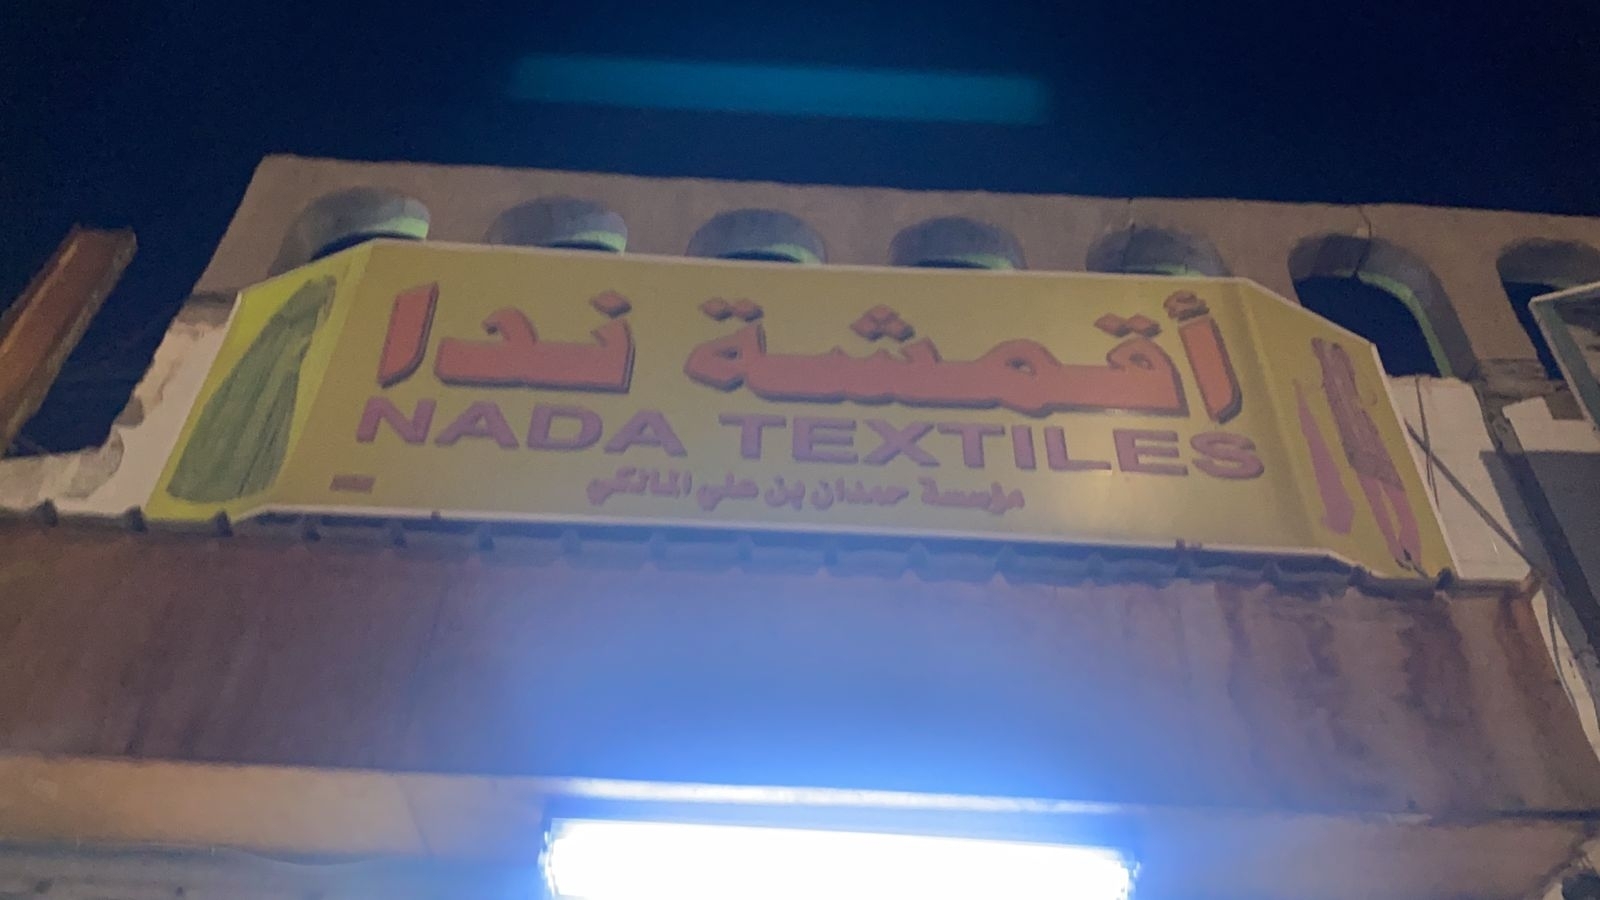 أقمشة ندا
NADA TEXTILES
مؤسسة حمدان بن علي المالكي